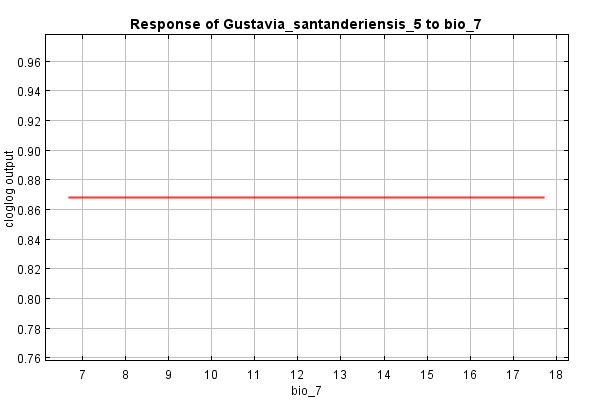 Response of Gustavia_santanderiensis_5 to bio_7
cloglog output
0.96
0.94
0.92
0.90
0.88
0.86
0.84
0.82
0.80
0.78
0.76
7 8 9 10 11 12 13 14 15 16 17 18
bio_7